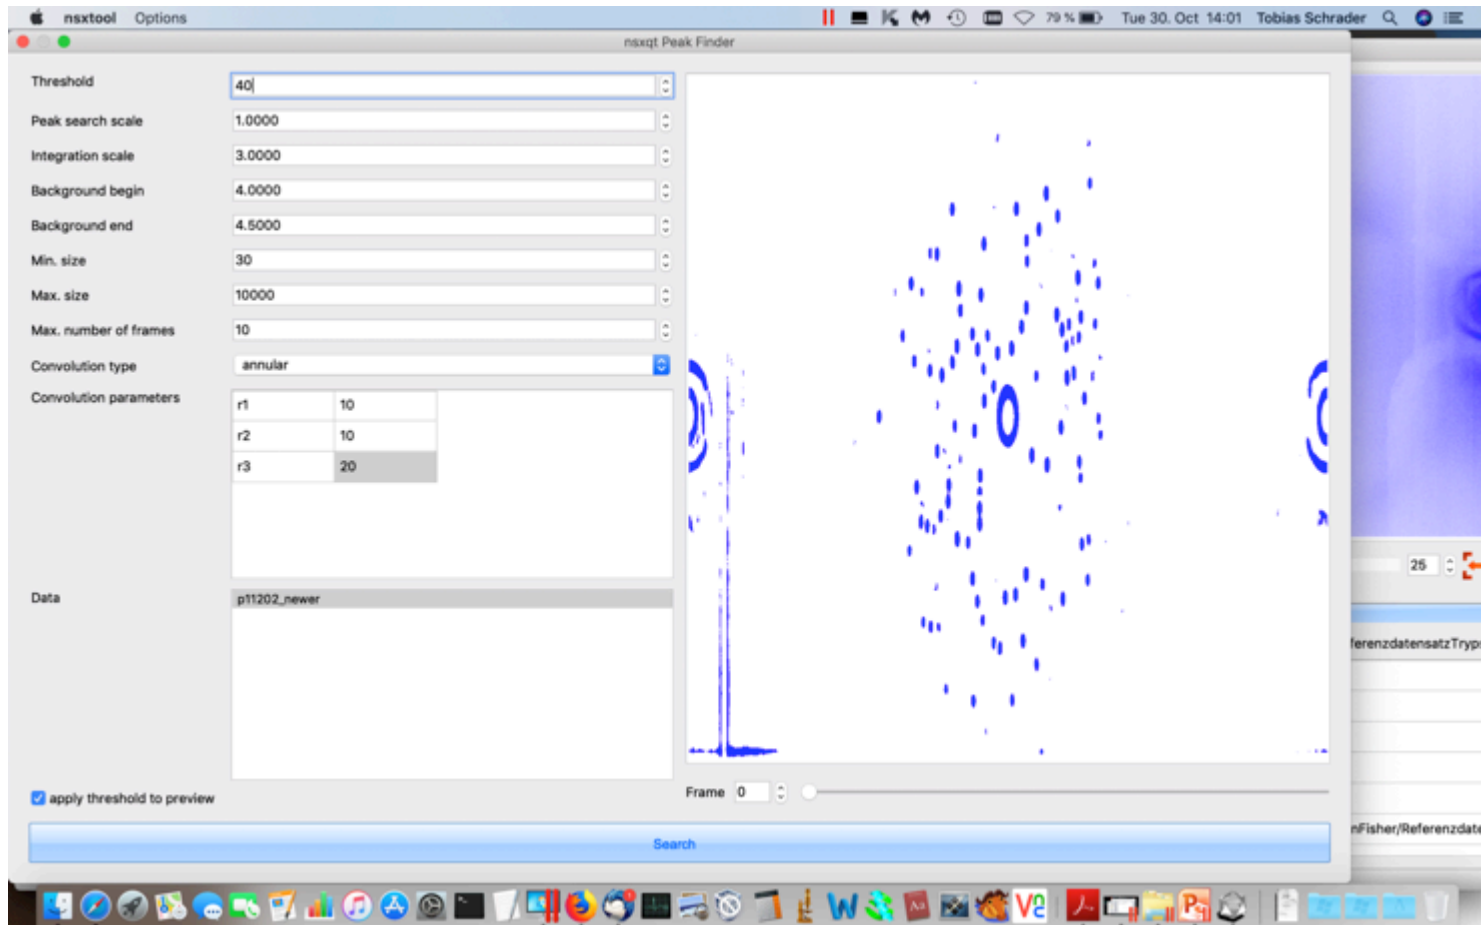 nsxtool Options 79 % Tue 30. Oct 14:01 Tobias Schrader
nsxqt Peak Finder
Threshold 40
Peak search scale 1.0000
Integration scale 3.0000
Background begin 4.0000
Background end 4.5000
Min. size 30
Max. size 10000
Max. number of frames 10
Convolution type annular
Convolution parameters
r1 10
r2 10
r3 20
25
Data p11202_newer
ferenzdatensatzTryps
apply threshold to preview
Frame 0
nFisher/Referenzdate
Search